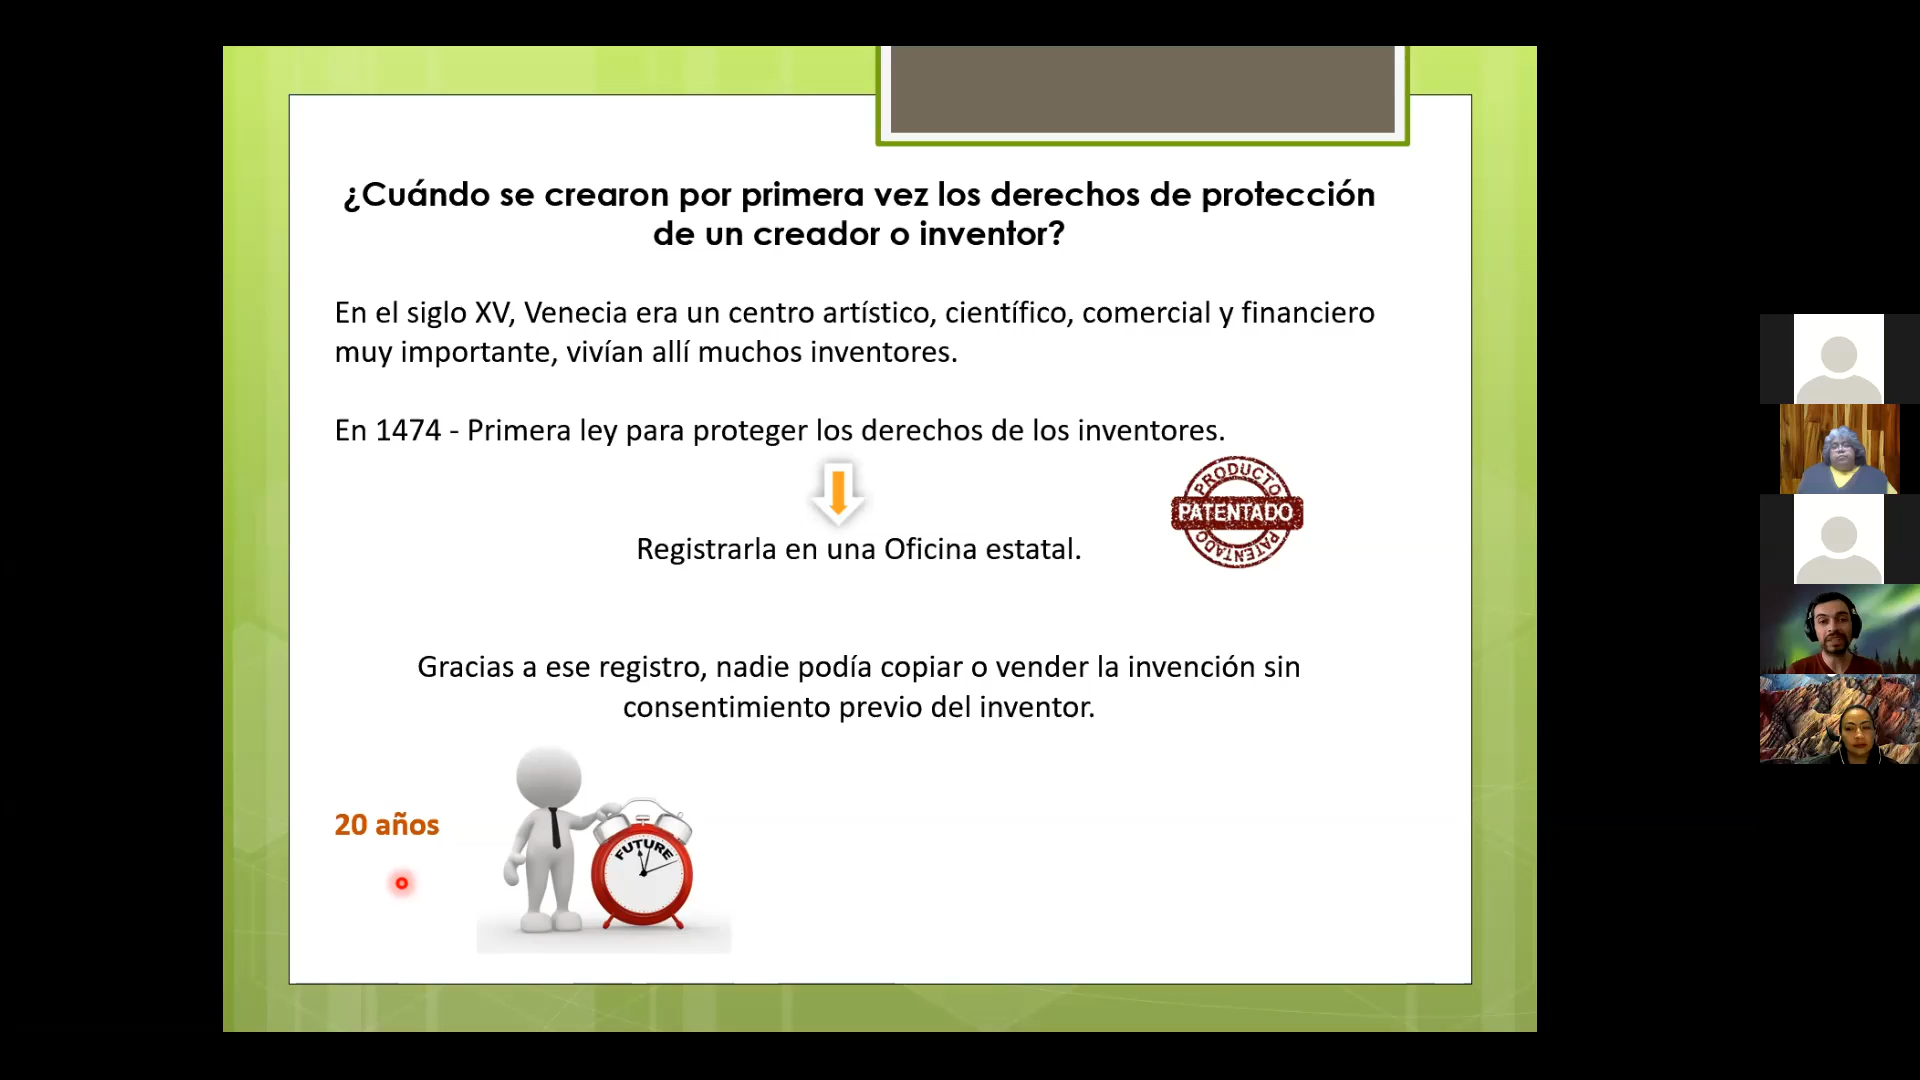 ¿Cuándo se crearon por primera vez los derechos de protección
de un creador o inventor?
En el siglo XV, Venecia era un centro artístico, científico, comercial y financiero
muy importante, vivían allí muchos inventores.
En 1474 - Primera ley para proteger los derechos de los inventores.
PRODUCTO
PATENTADO
PATENTADO
Registrarla en una Oficina estatal.
Gracias a ese registro, nadie podía copiar o vender la invención sin
consentimiento previo del inventor.
20 años
FUTURE